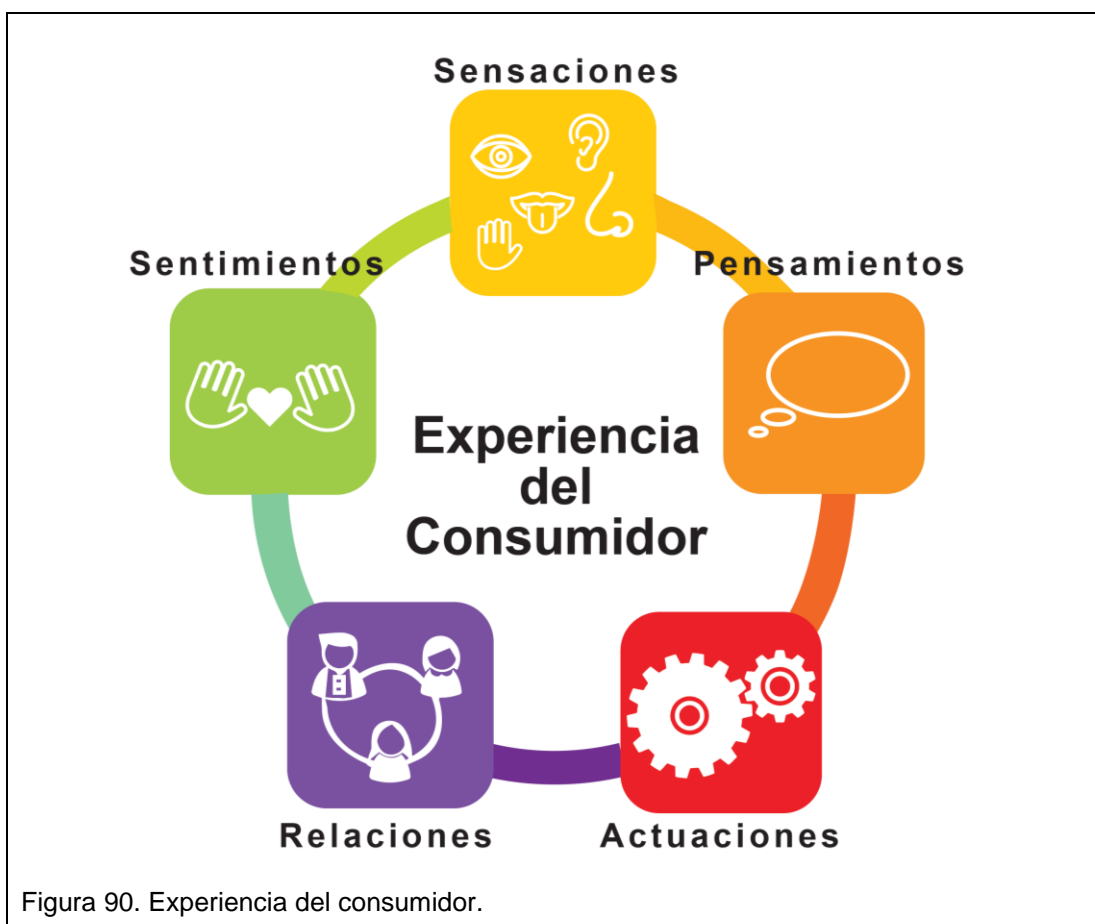 Sensaciones
Sentimientos
Pensamientos
Experiencia
del
Consumidor
Relaciones
Actuaciones
Figura 90. Experiencia del consumidor.